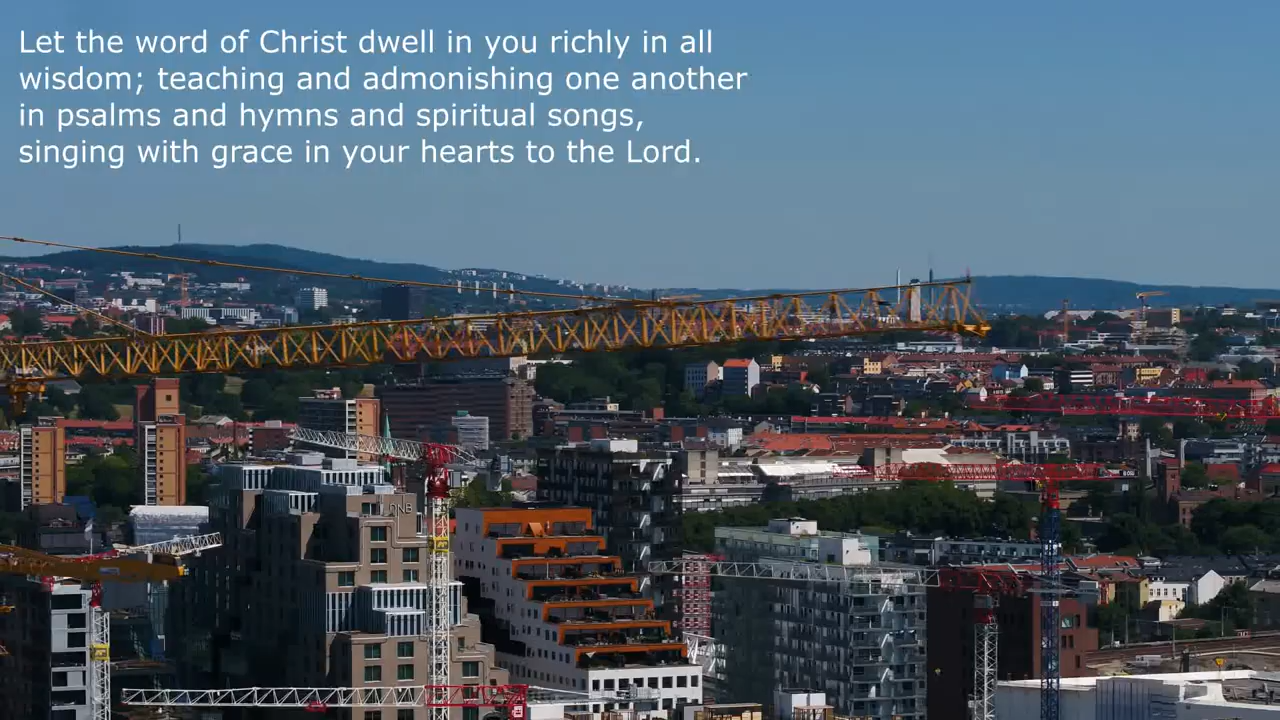 Let the word of Christ dwell in you richly in all
wisdom; teaching and admonishing one another
in psalms and hymns and spiritual songs,
singing with grace in your hearts to the Lord.
DNB